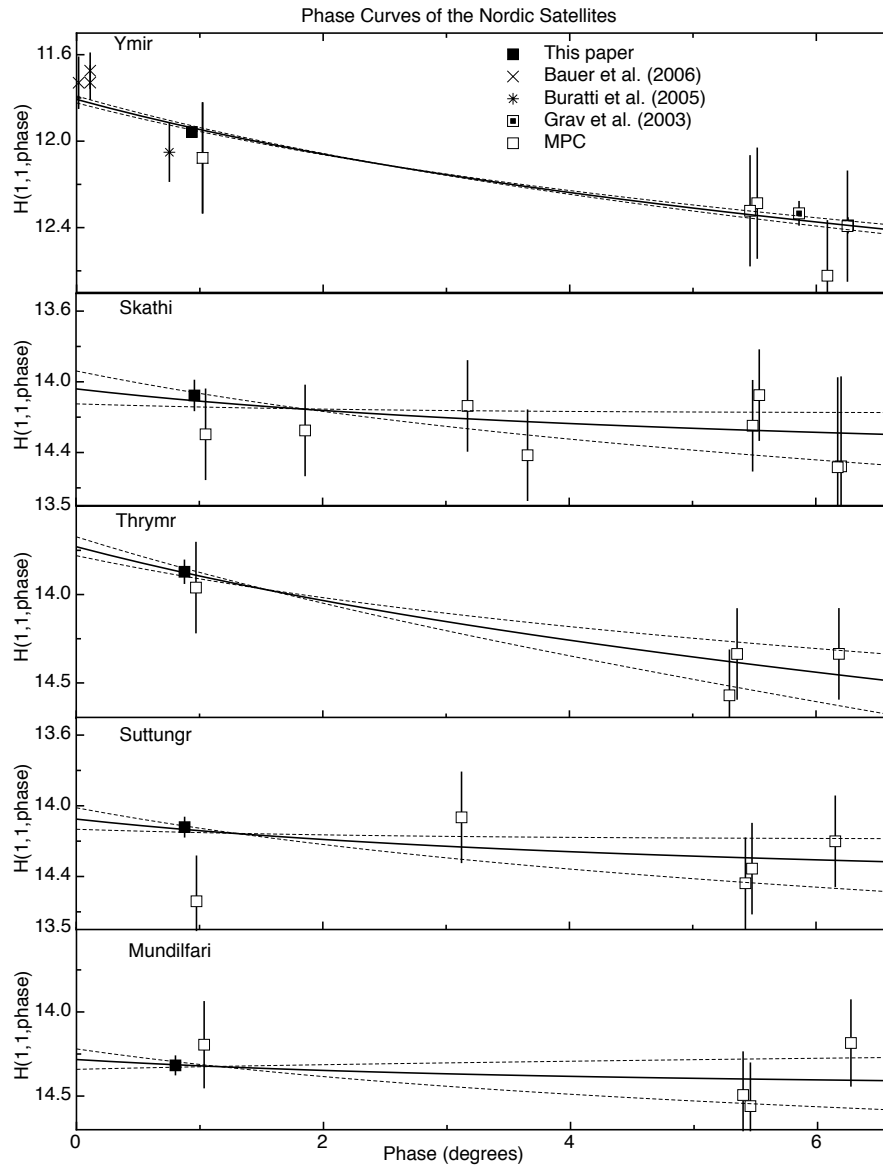 Phase Curves of the Nordic Satellites
Ymir
This paper
Bauer et al. (2006)
Buratti et al. (2005)
Grav et al. (2003)
MPC
11.6
12.0
12.4
H(1,1,phase)
Skathi
13.6
14.0
14.4
H(1,1,phase)
Thrymr
13.5
14.0
14.5
H(1,1,phase)
Suttungr
13.6
14.0
14.4
H(1,1,phase)
Mundilfari
13.5
14.0
14.5
H(1,1,phase)
0
2
4
6
Phase (degrees)